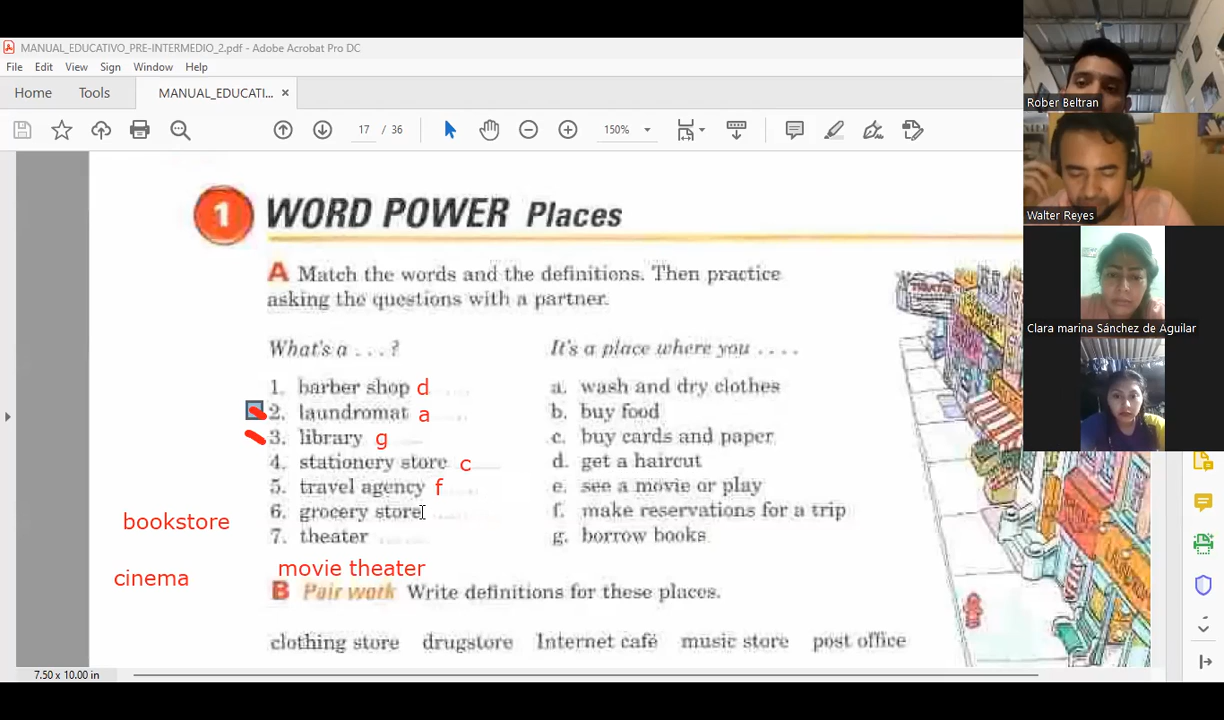 MANUAL_EDUCATIVO_PRE-INTERMEDIO_2.pdf - Adobe Acrobat Pro DC
File Edit View Sign Window Help
Home Tools MANUAL_EDUCATI... ×
17 / 36 150%
1 WORD POWER Places
A Match the words and the definitions. Then practice
asking the questions with a partner.
What's a . . . ? It's a place where you . . . .
1. barber shop d a. wash and dry clothes
2. laundromat a b. buy food
3. library g c. buy cards and paper
4. stationery store c d. get a haircut
5. travel agency f e. see a movie or play
6. grocery store f. make reservations for a trip
bookstore
7. theater g. borrow books
movie theater
cinema
B Pair work Write definitions for these places.
clothing store drugstore Internet café music store post office
7.50 x 10.00 in
Rober Beltran
Walter Reyes
Clara marina Sánchez de Aguilar